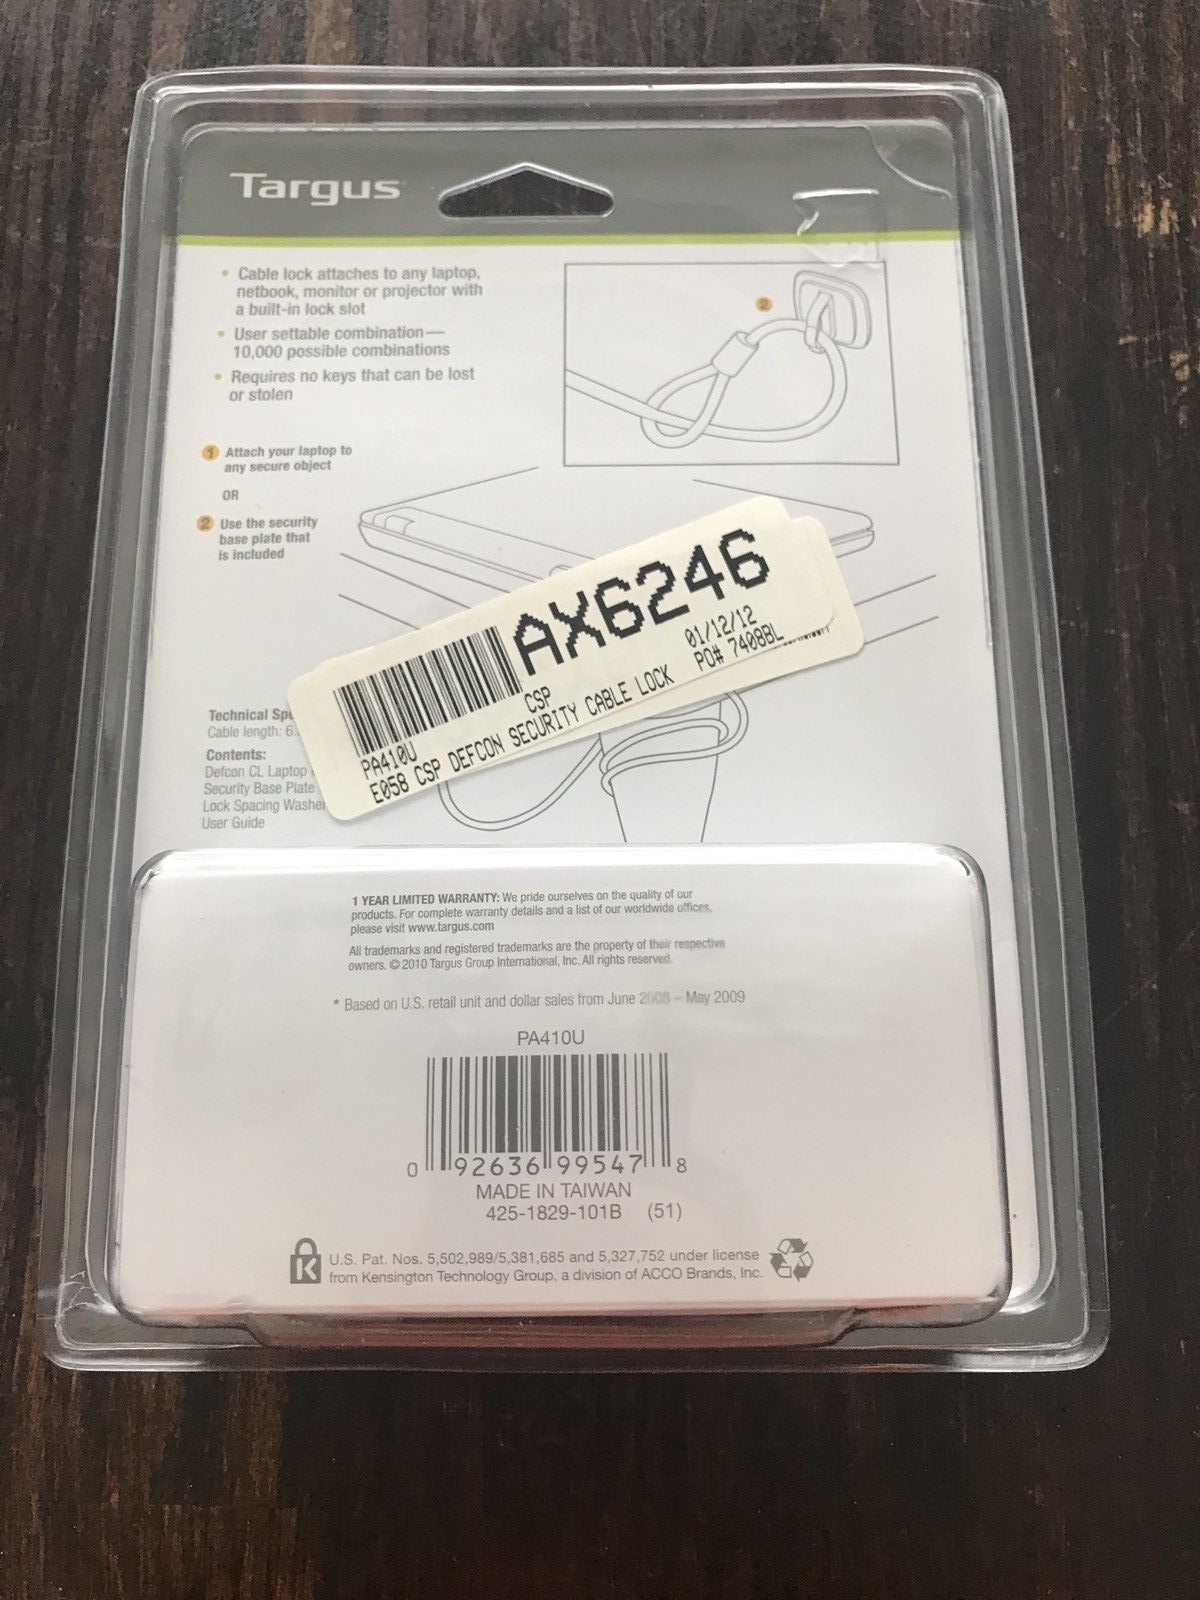 Targus
• Cable lock attaches to any laptop,
netbook, monitor or projector with
a built-in lock slot
• User settable combination—
10,000 possible combinations
• Requires no keys that can be lost
or stolen
2
1 Attach your laptop to
any secure object
OR
2 Use the security
base plate that
is included
AX6246
CSP
01/12/12
PA410U
PO# 7408BL
E058 CSP DEFCON SECURITY CABLE LOCK
Technical
Cable length: 6.
Contents:
Defcon CL Laptop
Security Base Plate
Lock Spacing Washer
User Guide
1 YEAR LIMITED WARRANTY: We pride ourselves on the quality of our
products. For complete warranty details and a list of our worldwide offices,
please visit www.targus.com
All trademarks and registered trademarks are the property of their respective
owners. © 2010 Targus Group International, Inc. All rights reserved.
* Based on U.S. retail unit and dollar sales from June 2008 – May 2009
PA410U
0 92636 99547 8
MADE IN TAIWAN
425-1829-101B (51)
K
U.S. Pat. Nos. 5,502,989/5,381,685 and 5,327,752 under license
from Kensington Technology Group, a division of ACCO Brands, Inc.